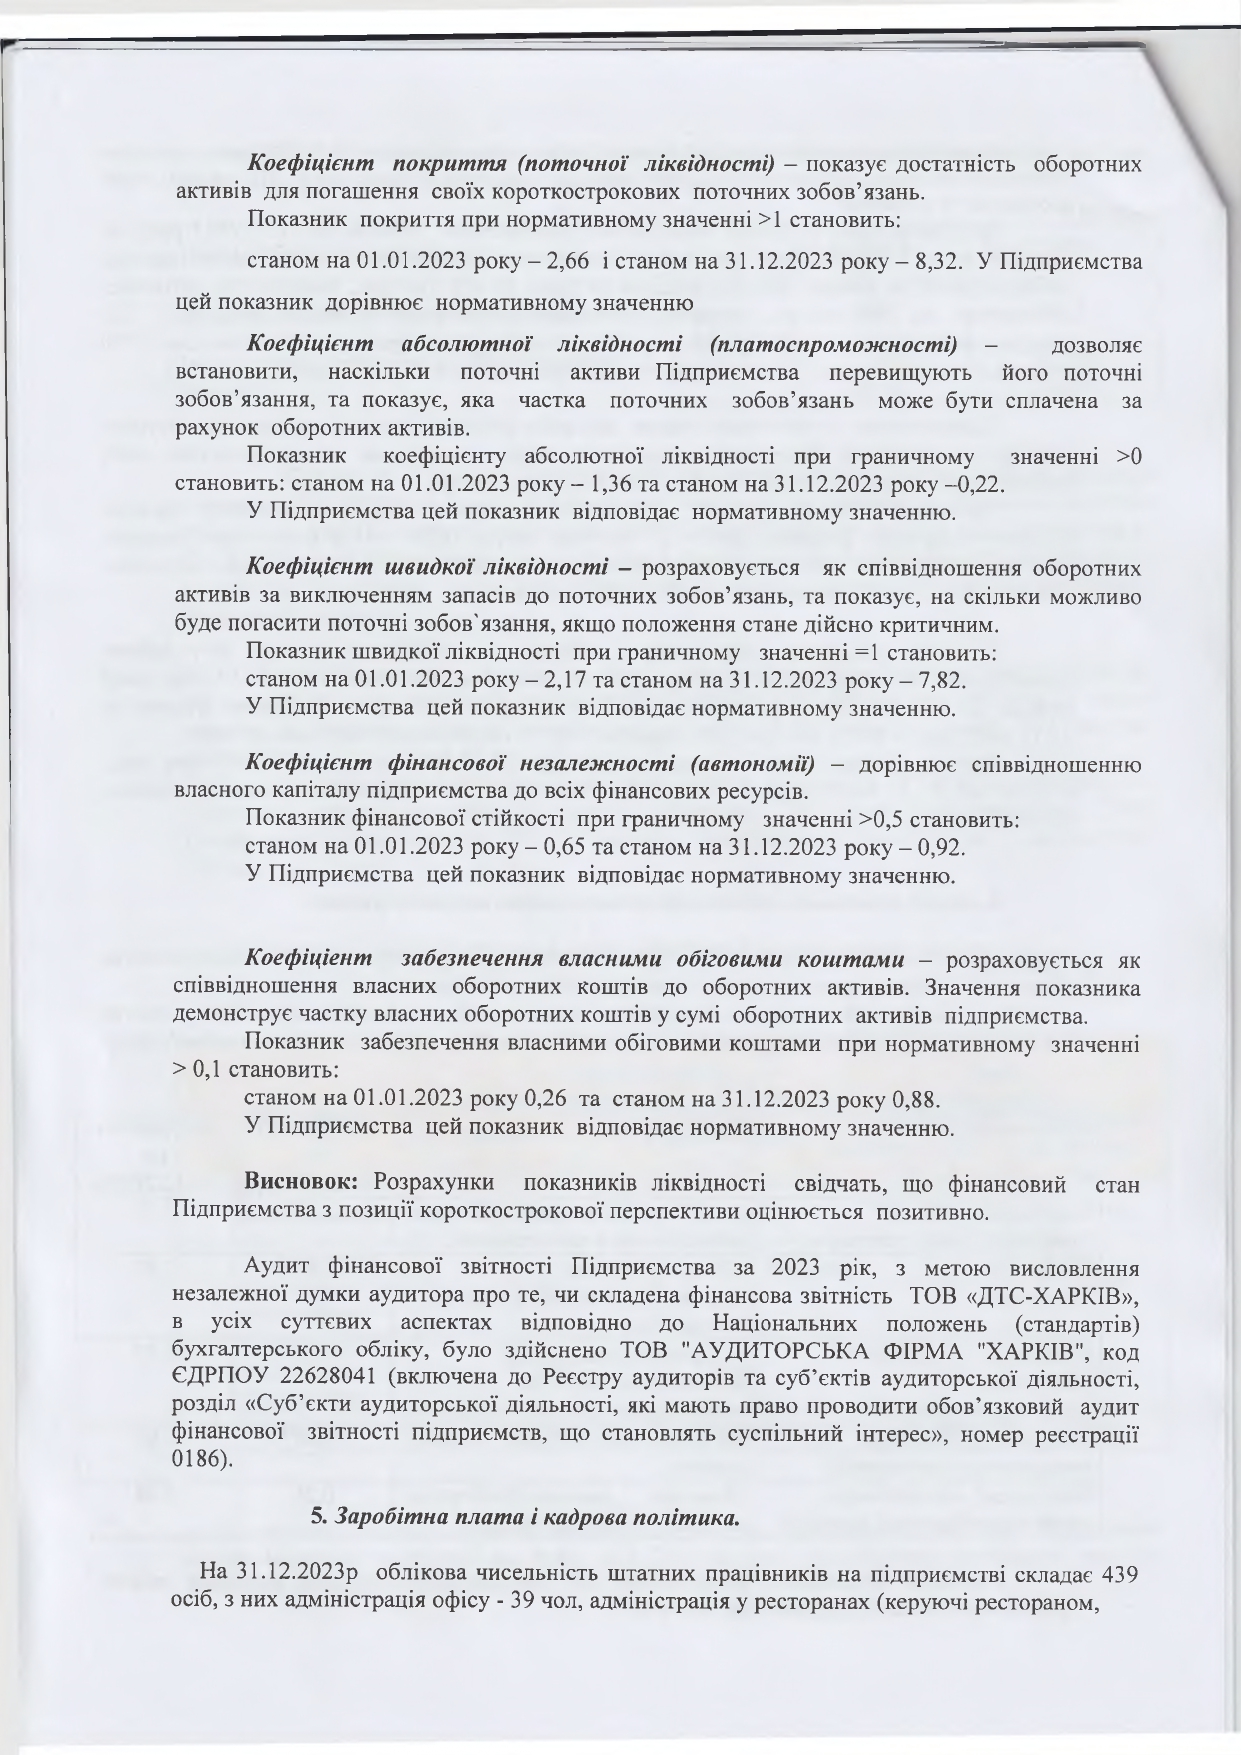 Коефіцієнт покриття (поточної ліквідності) – показує достатність оборотних
активів для погашення своїх короткострокових поточних зобов’язань.
Показник покриття при нормативному значенні >1 становить:
станом на 01.01.2023 року – 2,66 і станом на 31.12.2023 року – 8,32. У Підприємства
цей показник дорівнює нормативному значенню
Коефіцієнт абсолютної ліквідності (платоспроможності) – дозволяє
встановити, наскільки поточні активи Підприємства перевищують його поточні
зобов’язання, та показує, яка частка поточних зобов’язань може бути сплачена за
рахунок оборотних активів.
Показник коефіцієнту абсолютної ліквідності при граничному значенні >0
становить: станом на 01.01.2023 року – 1,36 та станом на 31.12.2023 року –0,22.
У Підприємства цей показник відповідає нормативному значенню.
Коефіцієнт швидкої ліквідності – розраховується як співвідношення оборотних
активів за виключенням запасів до поточних зобов’язань, та показує, на скільки можливо
буде погасити поточні зобов`язання, якщо положення стане дійсно критичним.
Показник швидкої ліквідності при граничному значенні =1 становить:
станом на 01.01.2023 року – 2,17 та станом на 31.12.2023 року – 7,82.
У Підприємства цей показник відповідає нормативному значенню.
Коефіцієнт фінансової незалежності (автономії) – дорівнює співвідношенню
власного капіталу підприємства до всіх фінансових ресурсів.
Показник фінансової стійкості при граничному значенні >0,5 становить:
станом на 01.01.2023 року – 0,65 та станом на 31.12.2023 року – 0,92.
У Підприємства цей показник відповідає нормативному значенню.
Коефіцієнт забезпечення власними обіговими коштами – розраховується як
співвідношення власних оборотних коштів до оборотних активів. Значення показника
демонструє частку власних оборотних коштів у сумі оборотних активів підприємства.
Показник забезпечення власними обіговими коштами при нормативному значенні
> 0,1 становить:
станом на 01.01.2023 року 0,26 та станом на 31.12.2023 року 0,88.
У Підприємства цей показник відповідає нормативному значенню.
Висновок: Розрахунки показників ліквідності свідчать, що фінансовий стан
Підприємства з позиції короткострокової перспективи оцінюється позитивно.
Аудит фінансової звітності Підприємства за 2023 рік, з метою висловлення
незалежної думки аудитора про те, чи складена фінансова звітність ТОВ «ДТС-ХАРКІВ»,
в усіх суттєвих аспектах відповідно до Національних положень (стандартів)
бухгалтерського обліку, було здійснено ТОВ "АУДИТОРСЬКА ФІРМА "ХАРКІВ", код
ЄДРПОУ 22628041 (включена до Реєстру аудиторів та суб’єктів аудиторської діяльності,
розділ «Суб’єкти аудиторської діяльності, які мають право проводити обов’язковий аудит
фінансової звітності підприємств, що становлять суспільний інтерес», номер реєстрації
0186).
5. Заробітна плата і кадрова політика.
На 31.12.2023р облікова чисельність штатних працівників на підприємстві складає 439
осіб, з них адміністрація офісу - 39 чол, адміністрація у ресторанах (керуючі рестораном,